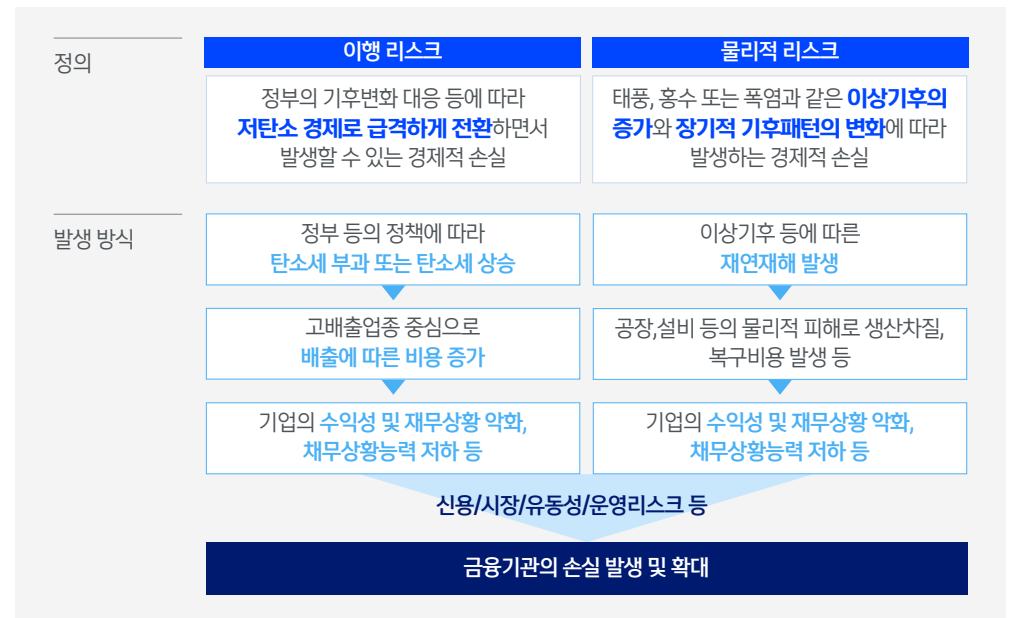 정의
이행 리스크
정부의 기후변화 대응 등에 따라
저탄소 경제로 급격하게 전환하면서
발생할 수 있는 경제적 손실
물리적 리스크
태풍, 홍수 또는 폭염과 같은 이상기후의
증가와 장기적 기후패턴의 변화에 따라
발생하는 경제적 손실
발생 방식
정부 등의 정책에 따라
탄소세 부과 또는 탄소세 상승
고배출업종 중심으로
배출에 따른 비용 증가
기업의 수익성 및 재무상황 악화,
채무상황능력 저하 등
이상기후 등에 따른
재연재해 발생
공장,설비 등의 물리적 피해로 생산차질,
복구비용 발생 등
기업의 수익성 및 재무상황 악화,
채무상황능력 저하 등
신용/시장/유동성/운영리스크 등
금융기관의 손실 발생 및 확대